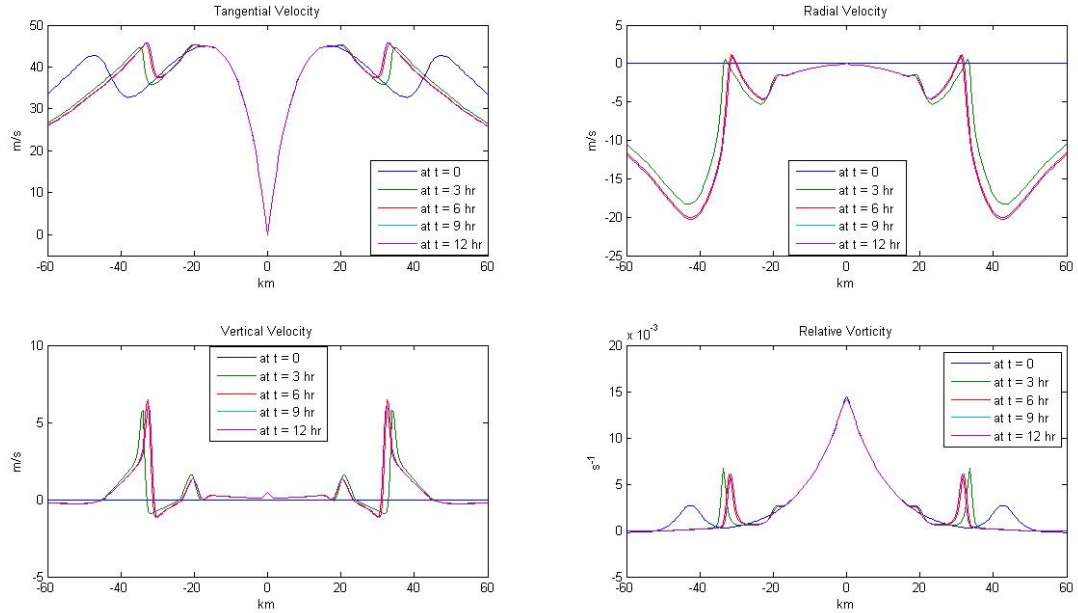 Tangential Velocity
50
40
30
20
10
0
m/s
-60
-40
-20
0
20
40
60
km
at t = 0
at t = 3 hr
at t = 6 hr
at t = 9 hr
at t = 12 hr
Radial Velocity
5
0
-5
-10
-15
-20
-25
m/s
-60
-40
-20
0
20
40
60
km
at t = 0
at t = 3 hr
at t = 6 hr
at t = 9 hr
at t = 12 hr
Vertical Velocity
10
5
0
-5
m/s
-60
-40
-20
0
20
40
60
km
at t = 0
at t = 3 hr
at t = 6 hr
at t = 9 hr
at t = 12 hr
Relative Vorticity
x 10⁻³
20
15
10
5
0
-5
s⁻¹
-60
-40
-20
0
20
40
60
km
at t = 0
at t = 3 hr
at t = 6 hr
at t = 9 hr
at t = 12 hr